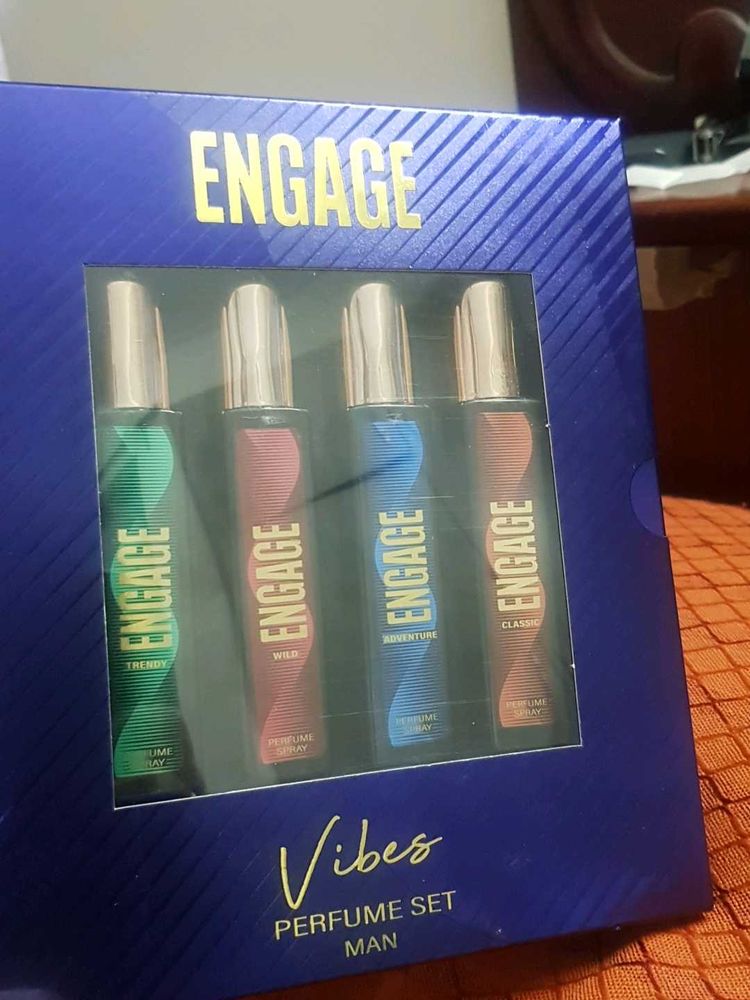 ENGAGE
ENGAGE
TRENDY
PERFUME
SPRAY
ENGAGE
WILD
PERFUME
SPRAY
ENGAGE
ADVENTURE
PERFUME
SPRAY
ENGAGE
CLASSIC
PERFUME
SPRAY
Vibes
PERFUME SET
MAN